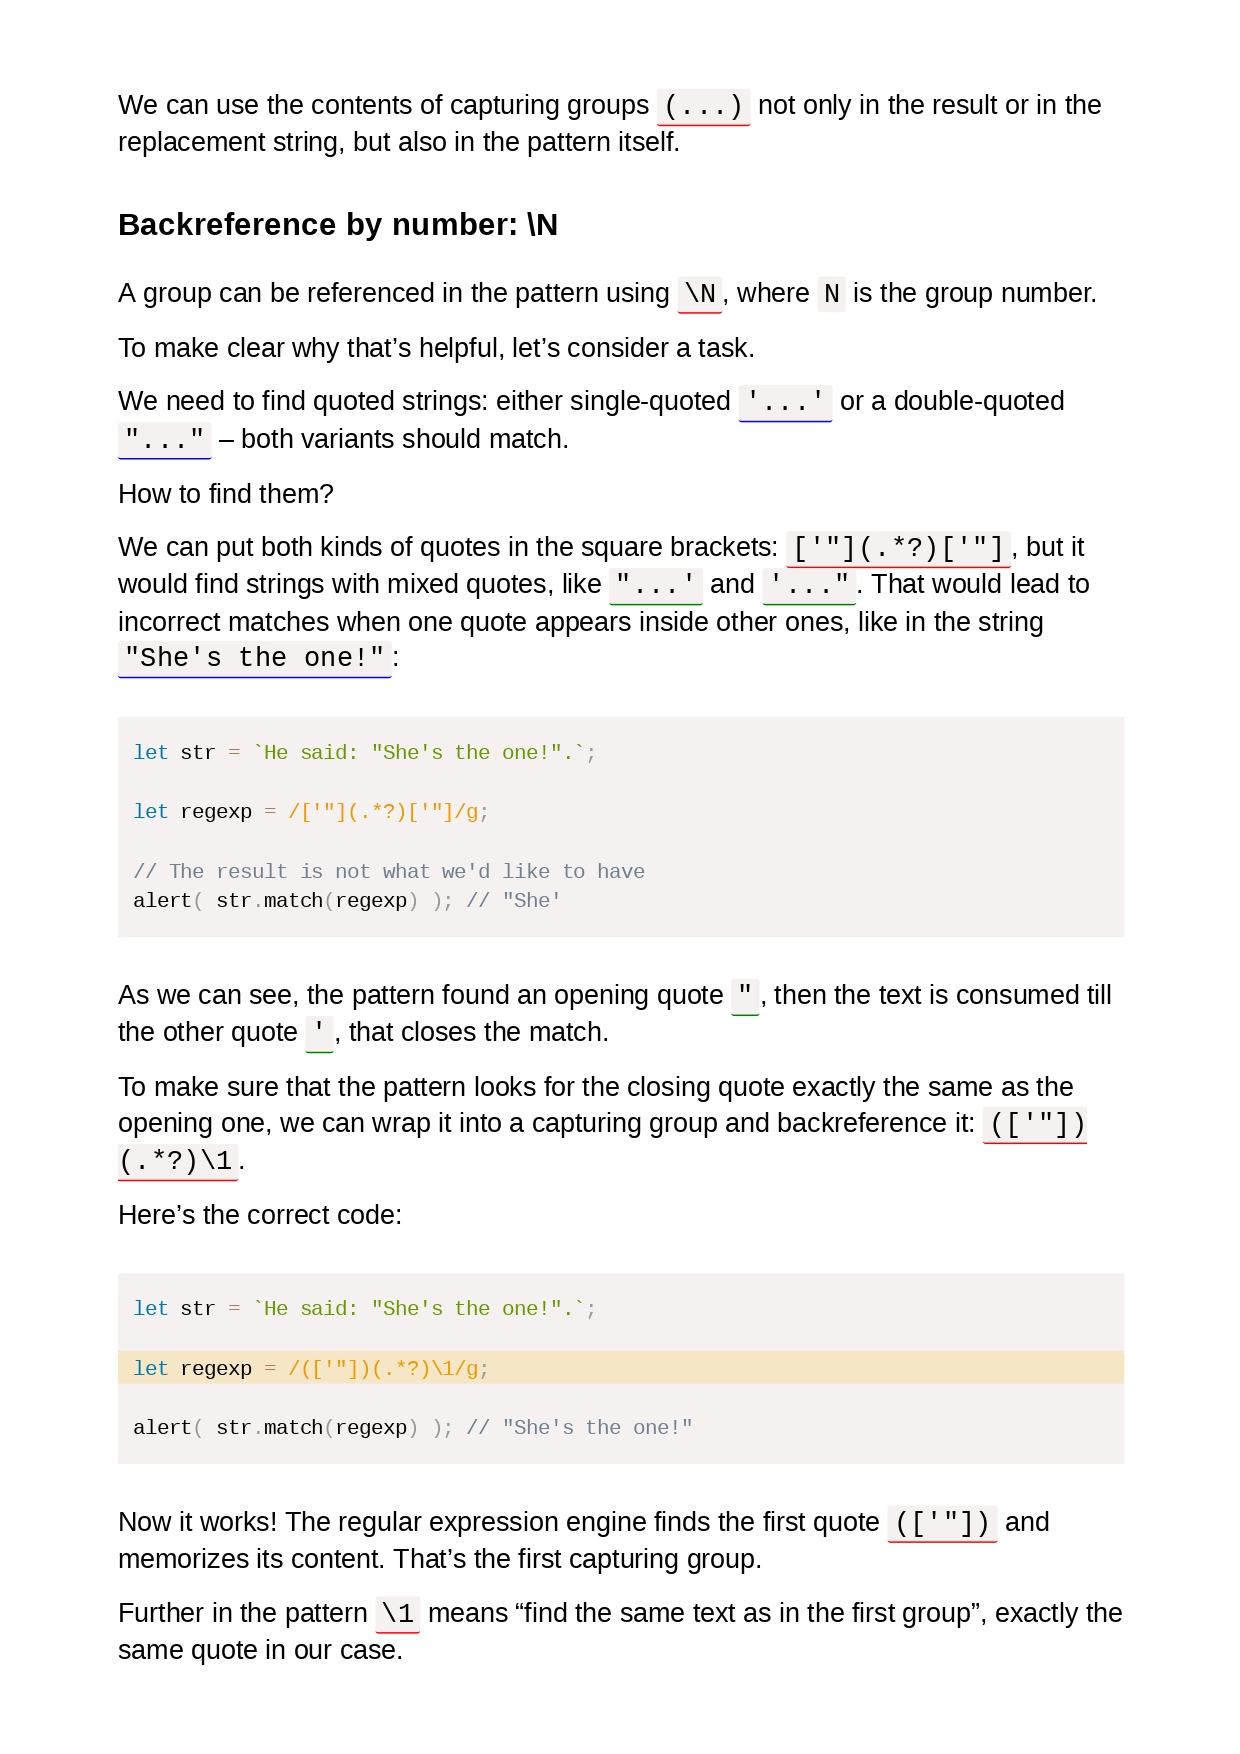 We can use the contents of capturing groups (...) not only in the result or in the
replacement string, but also in the pattern itself.
Backreference by number: \N
A group can be referenced in the pattern using \N, where N is the group number.
To make clear why that’s helpful, let’s consider a task.
We need to find quoted strings: either single-quoted '...' or a double-quoted
"..." – both variants should match.
How to find them?
We can put both kinds of quotes in the square brackets: ['"](.*?)['"], but it
would find strings with mixed quotes, like "...' and '...". That would lead to
incorrect matches when one quote appears inside other ones, like in the string
"She's the one!":
let str = `He said: "She's the one!".`;
let regexp = /['"](.*?)['"]/g;
// The result is not what we'd like to have
alert( str.match(regexp) ); // "She'
As we can see, the pattern found an opening quote ", then the text is consumed till
the other quote ', that closes the match.
To make sure that the pattern looks for the closing quote exactly the same as the
opening one, we can wrap it into a capturing group and backreference it: (['"])
(.*?)\1.
Here’s the correct code:
let str = `He said: "She's the one!".`;
let regexp = /(['"])(.*?)\1/g;
alert( str.match(regexp) ); // "She's the one!"
Now it works! The regular expression engine finds the first quote (['"]) and
memorizes its content. That’s the first capturing group.
Further in the pattern \1 means “find the same text as in the first group”, exactly the
same quote in our case.